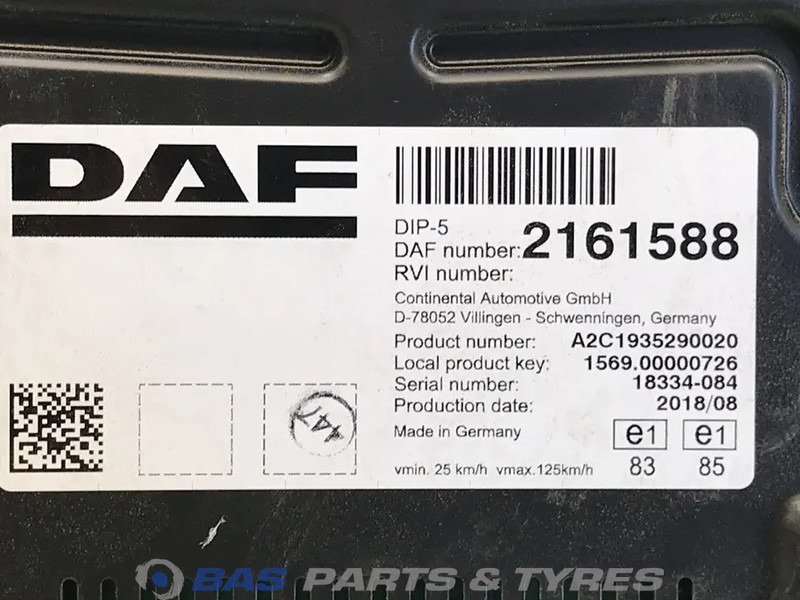 DAF
DIP-5
DAF number: 2161588
RVI number:
Continental Automotive GmbH
D-78052 Villingen - Schwenningen, Germany
Product number: A2C1935290020
Local product key: 1569.00000726
Serial number: 18334-084
Production date: 2018/08
Made in Germany e1 e1
vmin. 25 km/h vmax.125km/h 83 85
447
BAS PARTS & TYRES